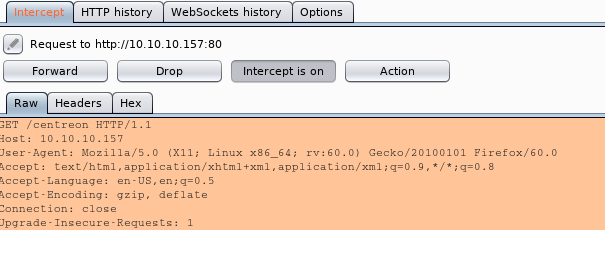 Intercept HTTP history WebSockets history Options
Request to http://10.10.10.157:80
Forward Drop Intercept is on Action
Raw Headers Hex
GET /centreon HTTP/1.1
Host: 10.10.10.157
User-Agent: Mozilla/5.0 (X11; Linux x86_64; rv:60.0) Gecko/20100101 Firefox/60.0
Accept: text/html,application/xhtml+xml,application/xml;q=0.9,*/*;q=0.8
Accept-Language: en-US,en;q=0.5
Accept-Encoding: gzip, deflate
Connection: close
Upgrade-Insecure-Requests: 1